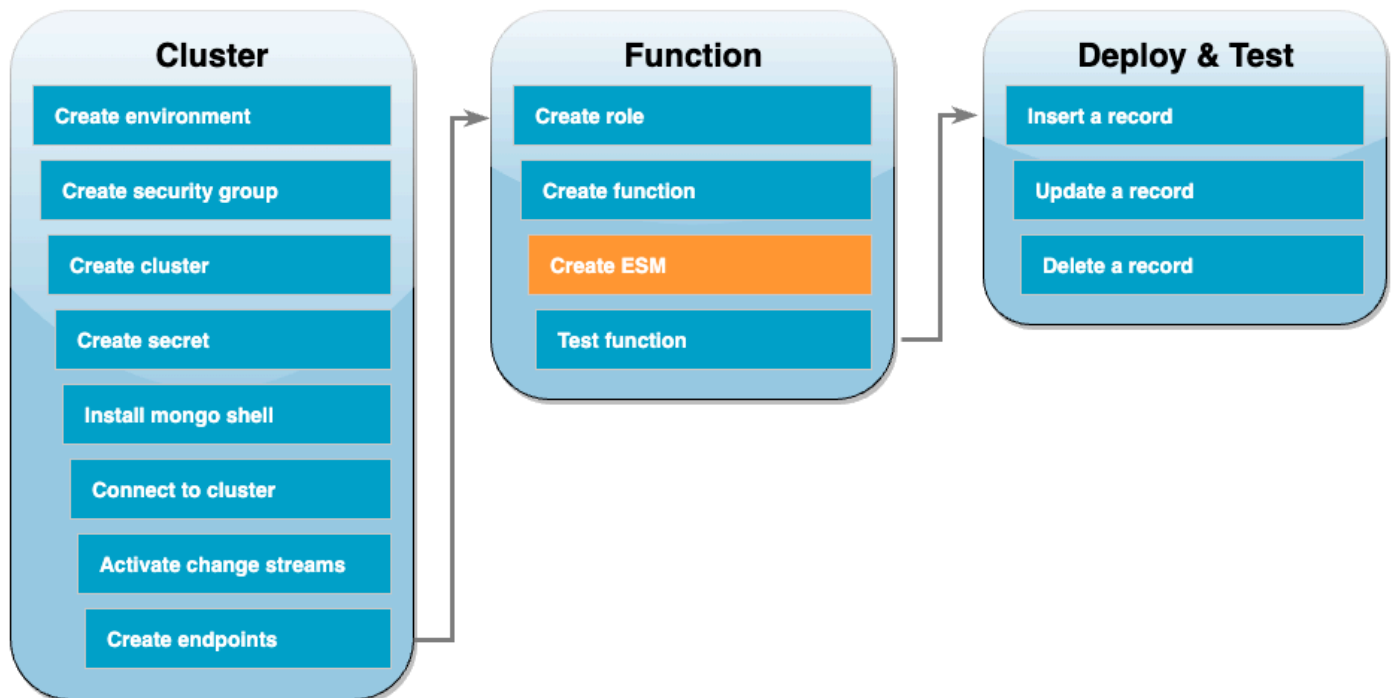 Cluster
Create environment
Create security group
Create cluster
Create secret
Install mongo shell
Connect to cluster
Activate change streams
Create endpoints
Function
Create role
Create function
Create ESM
Test function
Deploy & Test
Insert a record
Update a record
Delete a record